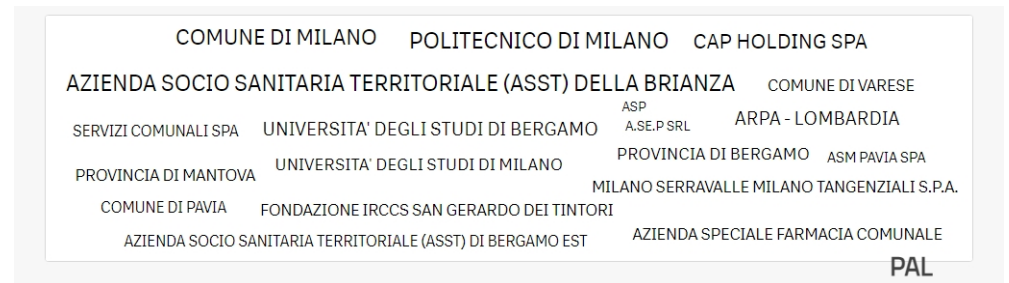 COMUNE DI MILANO
POLITECNICO DI MILANO
CAP HOLDING SPA
AZIENDA SOCIO SANITARIA TERRITORIALE (ASST) DELLA BRIANZA
COMUNE DI VARESE
ASP
A.SE.P SRL
ARPA - LOMBARDIA
SERVIZI COMUNALI SPA
UNIVERSITA' DEGLI STUDI DI BERGAMO
PROVINCIA DI BERGAMO
ASM PAVIA SPA
UNIVERSITA' DEGLI STUDI DI MILANO
PROVINCIA DI MANTOVA
MILANO SERRAVALLE MILANO TANGENZIALI S.P.A.
COMUNE DI PAVIA
FONDAZIONE IRCCS SAN GERARDO DEI TINTORI
AZIENDA SOCIO SANITARIA TERRITORIALE (ASST) DI BERGAMO EST
AZIENDA SPECIALE FARMACIA COMUNALE
PAL